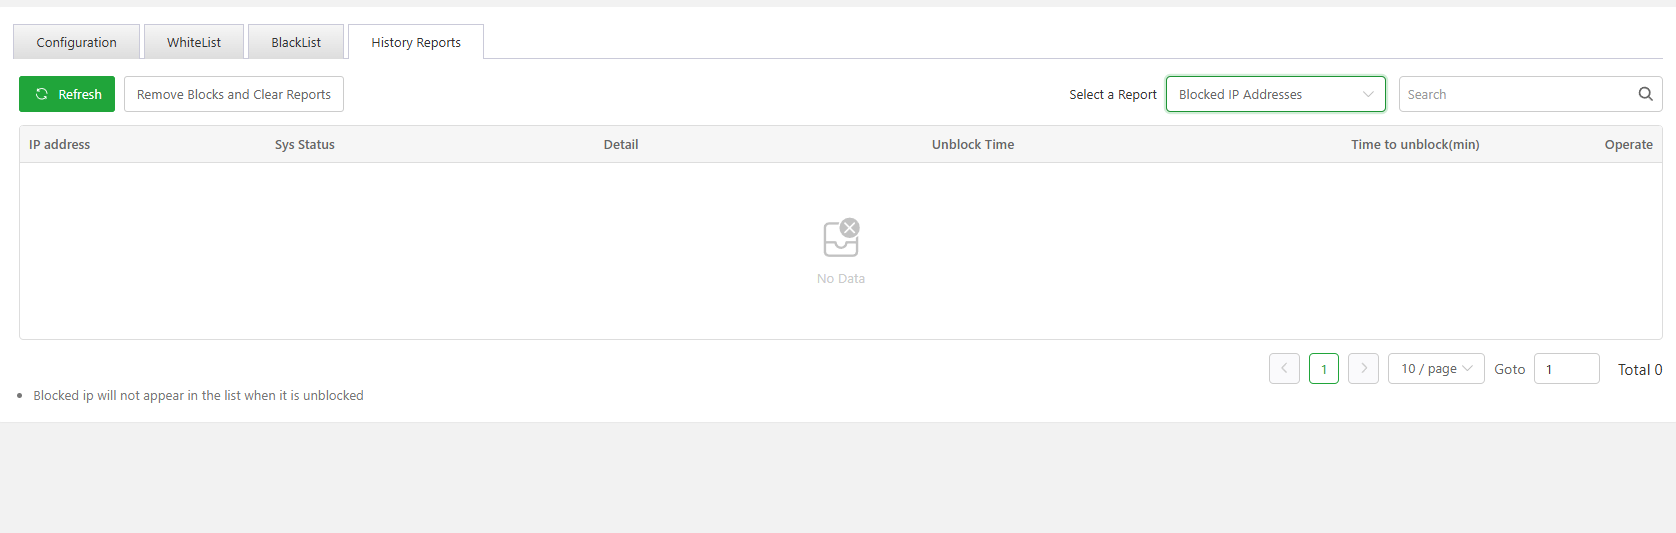 Configuration WhiteList BlackList History Reports
Refresh Remove Blocks and Clear Reports Select a Report Blocked IP Addresses Search
IP address Sys Status Detail Unblock Time Time to unblock(min) Operate
No Data
1 10 / page Goto 1 Total 0
• Blocked ip will not appear in the list when it is unblocked